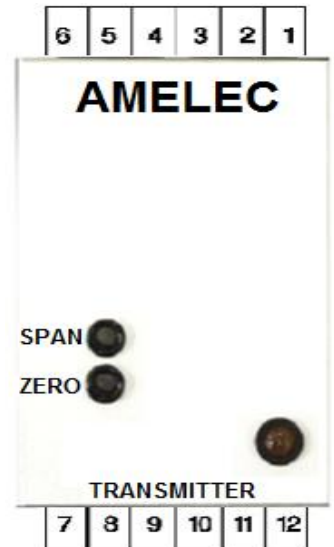 6 5 4 3 2 1
AMELEC
SPAN
ZERO
TRANSMITTER
7 8 9 10 11 12